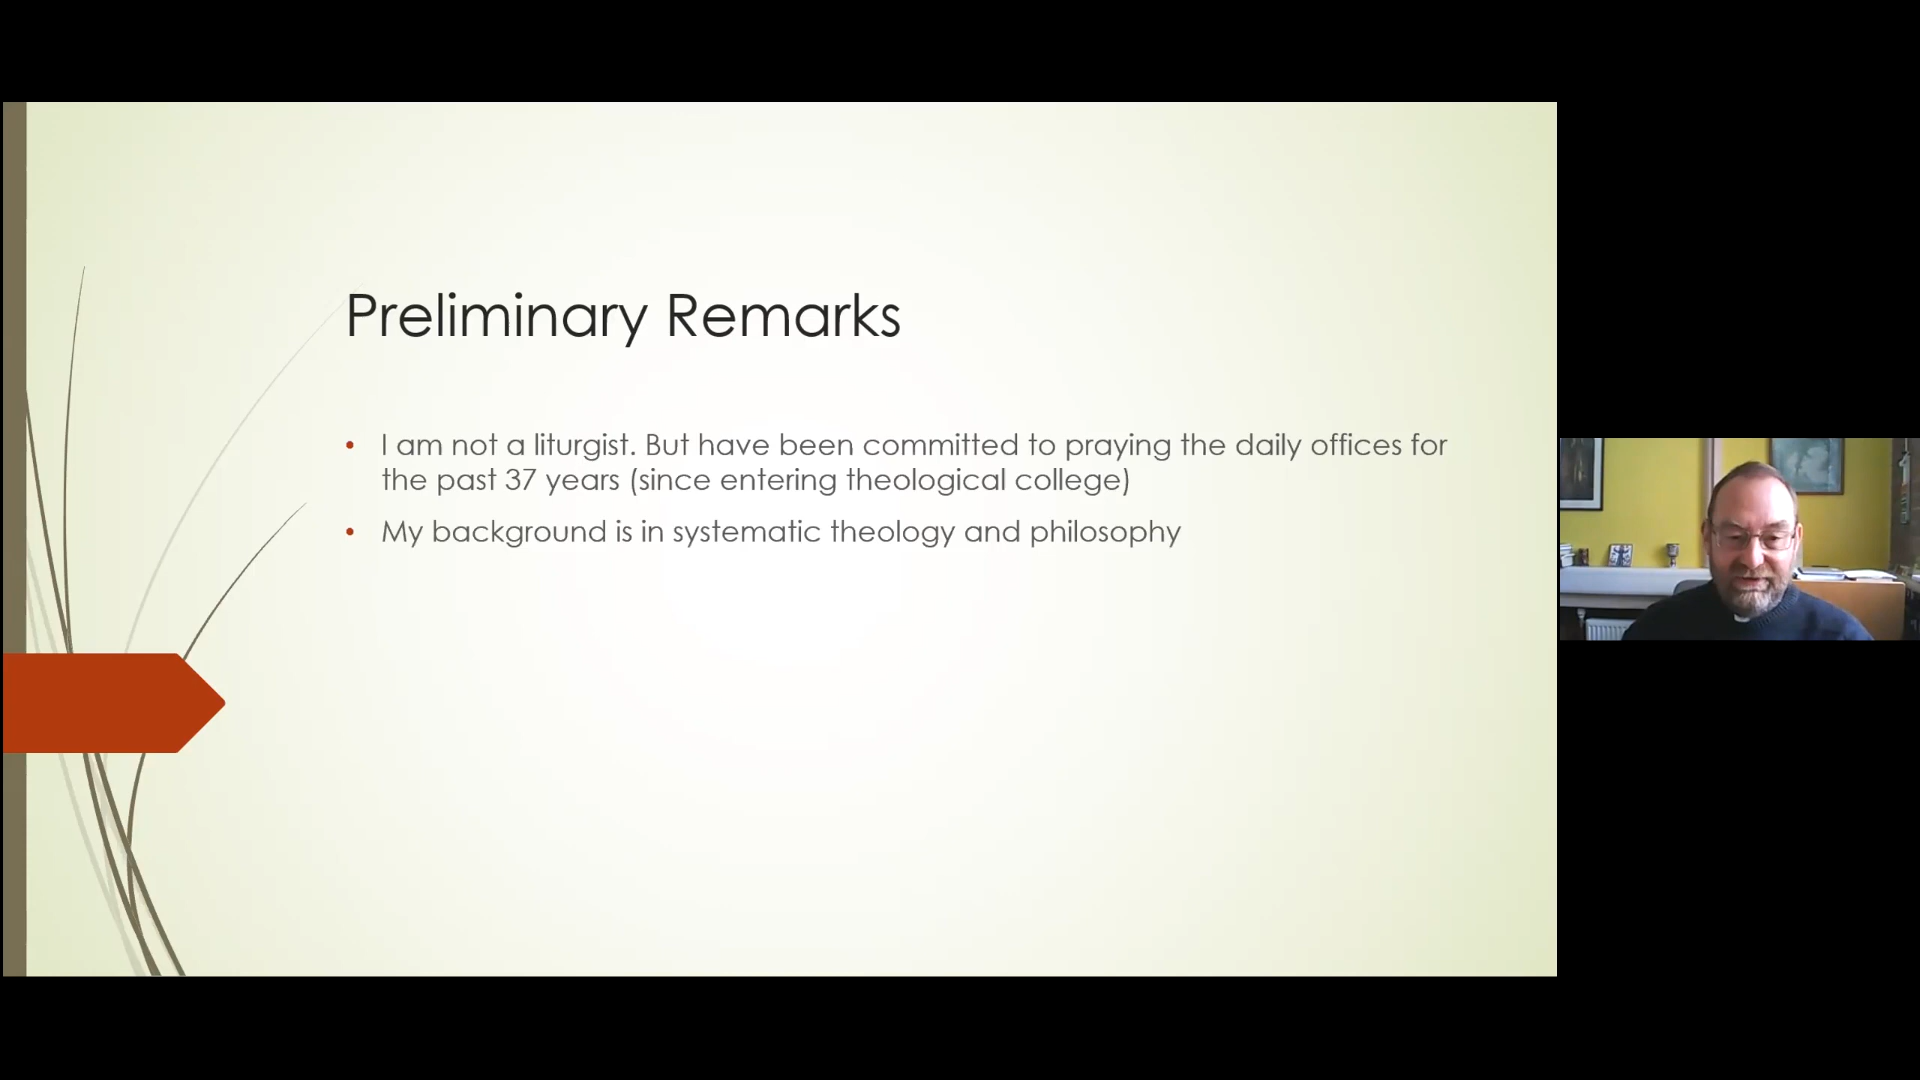 Preliminary Remarks
• I am not a liturgist. But have been committed to praying the daily offices for
the past 37 years (since entering theological college)
• My background is in systematic theology and philosophy